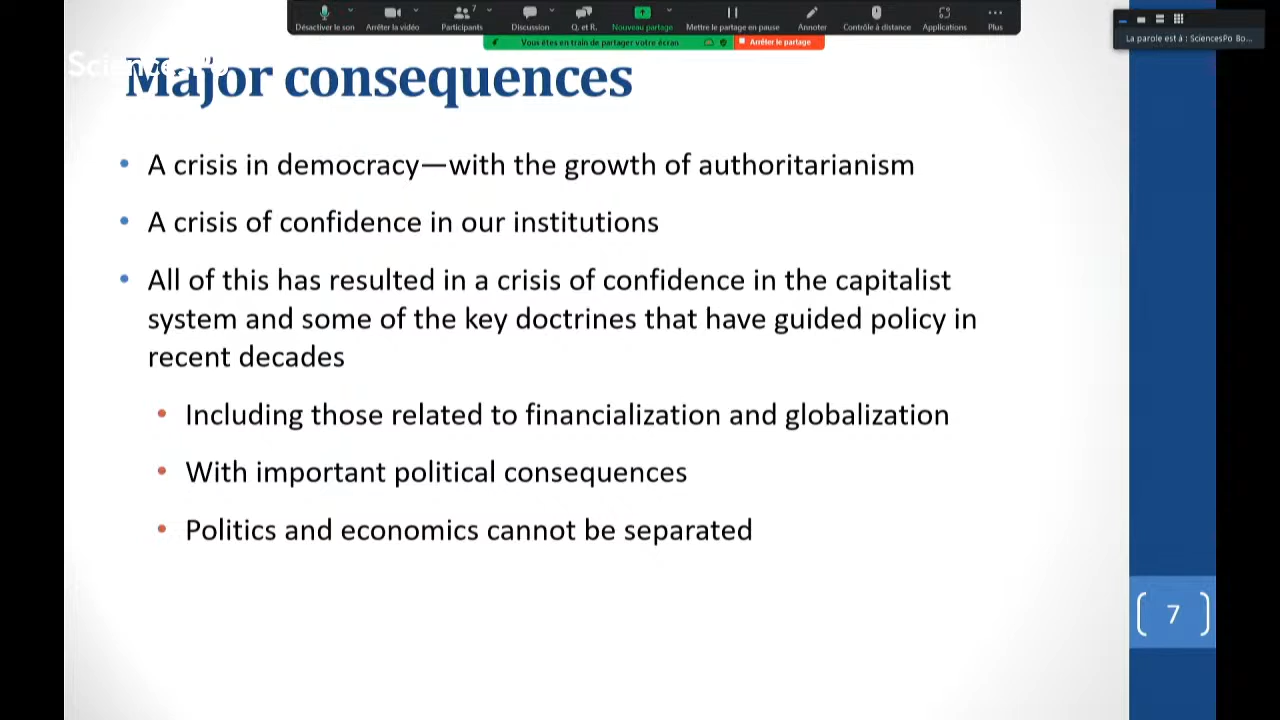 Désactiver le son
Arrêter la vidéo
Participants
7
Discussion
Q. et R.
Nouveau partage
Mettre le partage en pause
Annoter
Contrôle à distance
Applications
Plus
Vous êtes en train de partager votre écran
Arrêter le partage
La parole est à : SciencesPo Bo...
SciencesPo
Major consequences
• A crisis in democracy—with the growth of authoritarianism
• A crisis of confidence in our institutions
• All of this has resulted in a crisis of confidence in the capitalist
system and some of the key doctrines that have guided policy in
recent decades
• Including those related to financialization and globalization
• With important political consequences
• Politics and economics cannot be separated
7